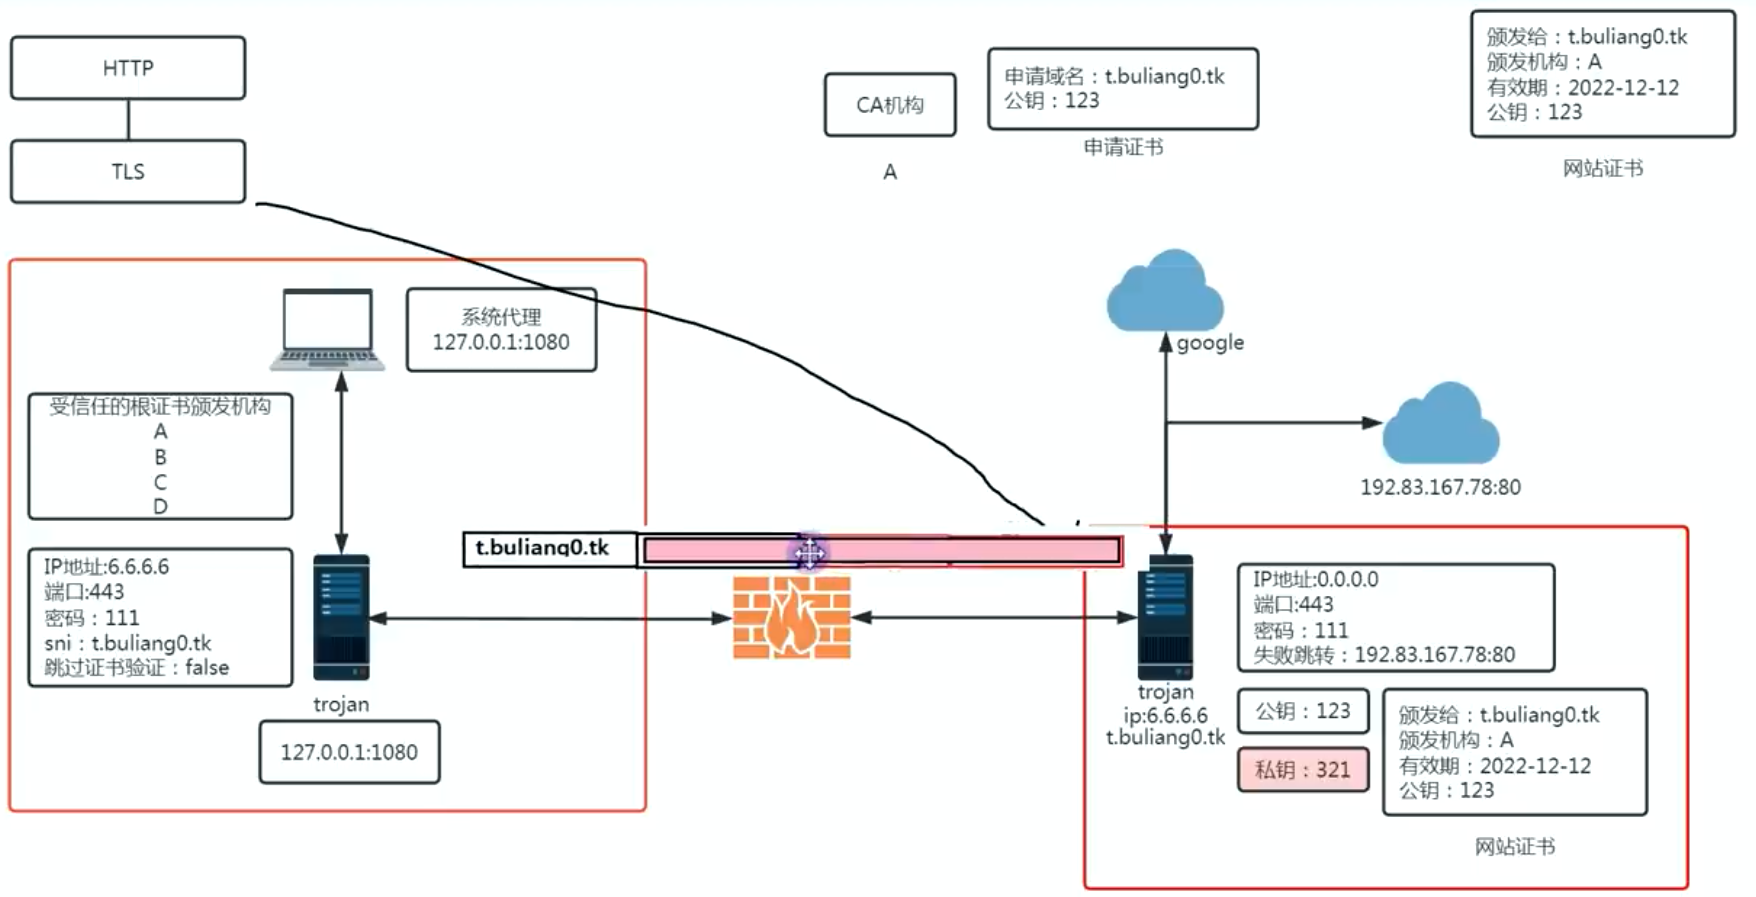 HTTP
TLS
CA机构
A
申请域名：t.buliang0.tk
公钥：123
申请证书
颁发给：t.buliang0.tk
颁发机构：A
有效期：2022-12-12
公钥：123
网站证书
系统代理
127.0.0.1:1080
受信任的根证书颁发机构
A
B
C
D
IP地址:6.6.6.6
端口:443
密码：111
sni：t.buliang0.tk
跳过证书验证：false
trojan
127.0.0.1:1080
t.buliang0.tk
google
192.83.167.78:80
trojan
ip:6.6.6.6
t.buliang0.tk
IP地址:0.0.0.0
端口:443
密码：111
失败跳转：192.83.167.78:80
公钥：123
私钥：321
颁发给：t.buliang0.tk
颁发机构：A
有效期：2022-12-12
公钥：123
网站证书